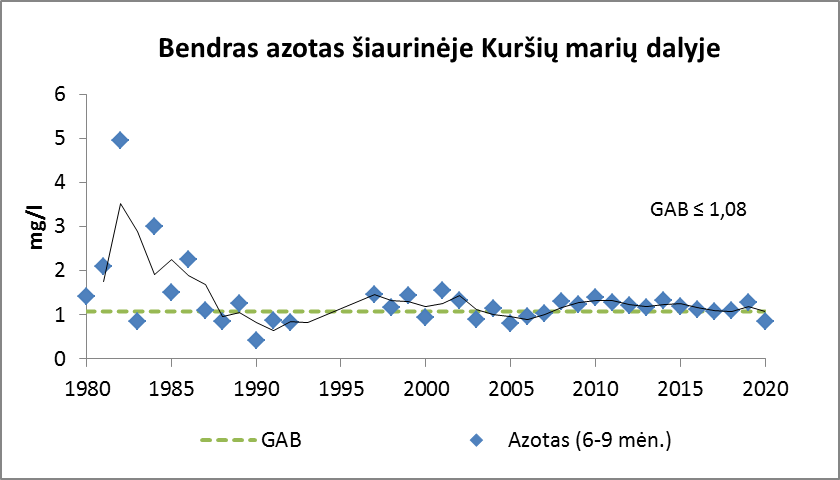 Bendras azotas šiaurinėje Kuršių marių dalyje
6
5
4
3
2
1
0
mg/l
GAB ≤ 1,08
1980 1985 1990 1995 2000 2005 2010 2015 2020
GAB Azotas (6-9 mėn.)